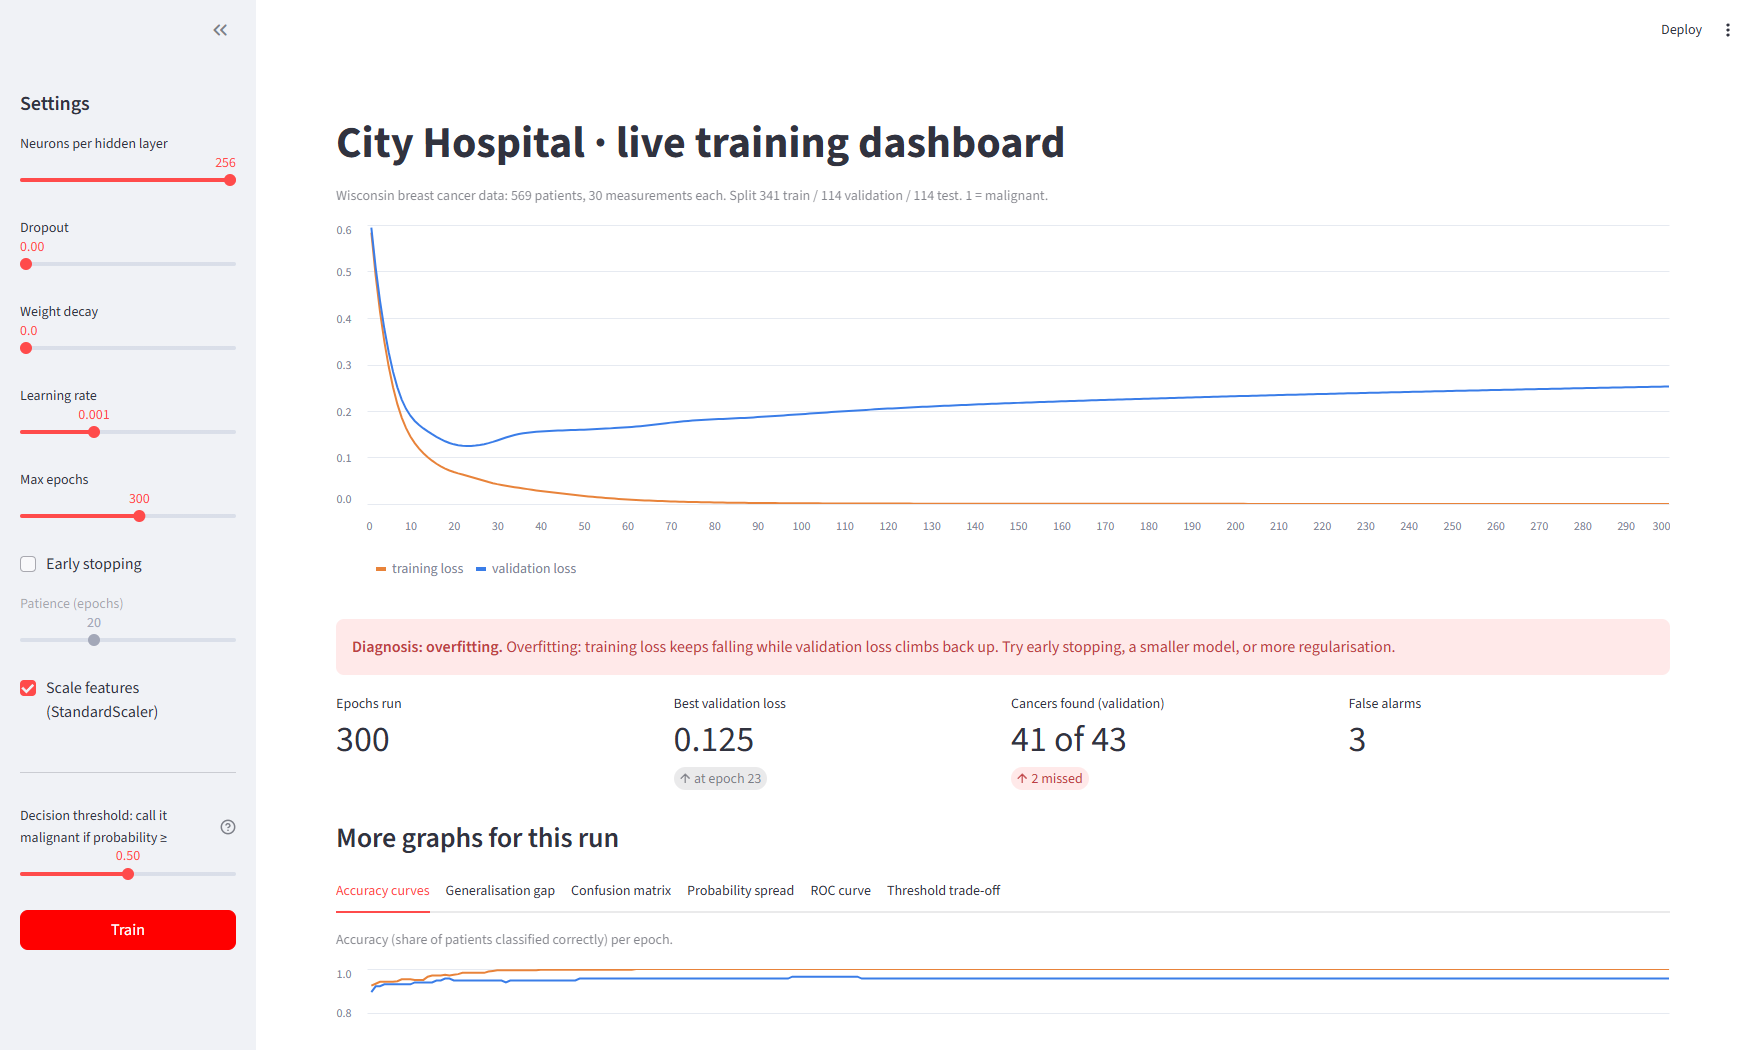 Deploy
Settings
Neurons per hidden layer
256
Dropout
0.00
Weight decay
0.0
Learning rate
0.001
Max epochs
300
Early stopping
Patience (epochs)
20
Scale features
(StandardScaler)
Decision threshold: call it
malignant if probability ≥
0.50
Train
City Hospital · live training dashboard
Wisconsin breast cancer data: 569 patients, 30 measurements each. Split 341 train / 114 validation / 114 test. 1 = malignant.
0.6
0.5
0.4
0.3
0.2
0.1
0.0
0 10 20 30 40 50 60 70 80 90 100 110 120 130 140 150 160 170 180 190 200 210 220 230 240 250 260 270 280 290 300
training loss validation loss
Diagnosis: overfitting. Overfitting: training loss keeps falling while validation loss climbs back up. Try early stopping, a smaller model, or more regularisation.
Epochs run Best validation loss Cancers found (validation) False alarms
300 0.125 41 of 43 3
↑ at epoch 23 ↑ 2 missed
More graphs for this run
Accuracy curves Generalisation gap Confusion matrix Probability spread ROC curve Threshold trade-off
Accuracy (share of patients classified correctly) per epoch.
1.0
0.8